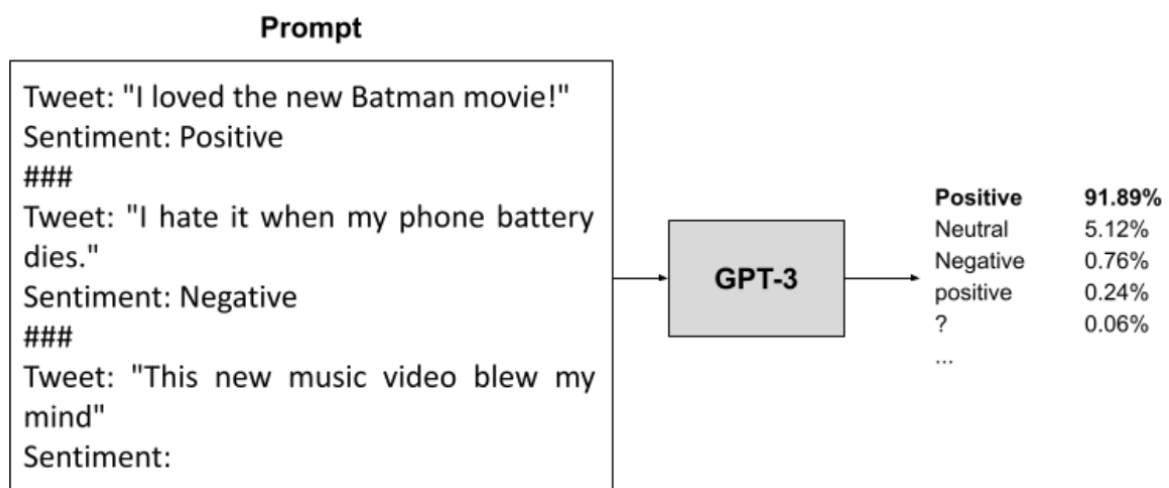 Prompt
Tweet: "I loved the new Batman movie!"
Sentiment: Positive
###
Tweet: "I hate it when my phone battery
dies."
Sentiment: Negative
###
Tweet: "This new music video blew my
mind"
Sentiment:
GPT-3
Positive 91.89%
Neutral 5.12%
Negative 0.76%
positive 0.24%
? 0.06%
...